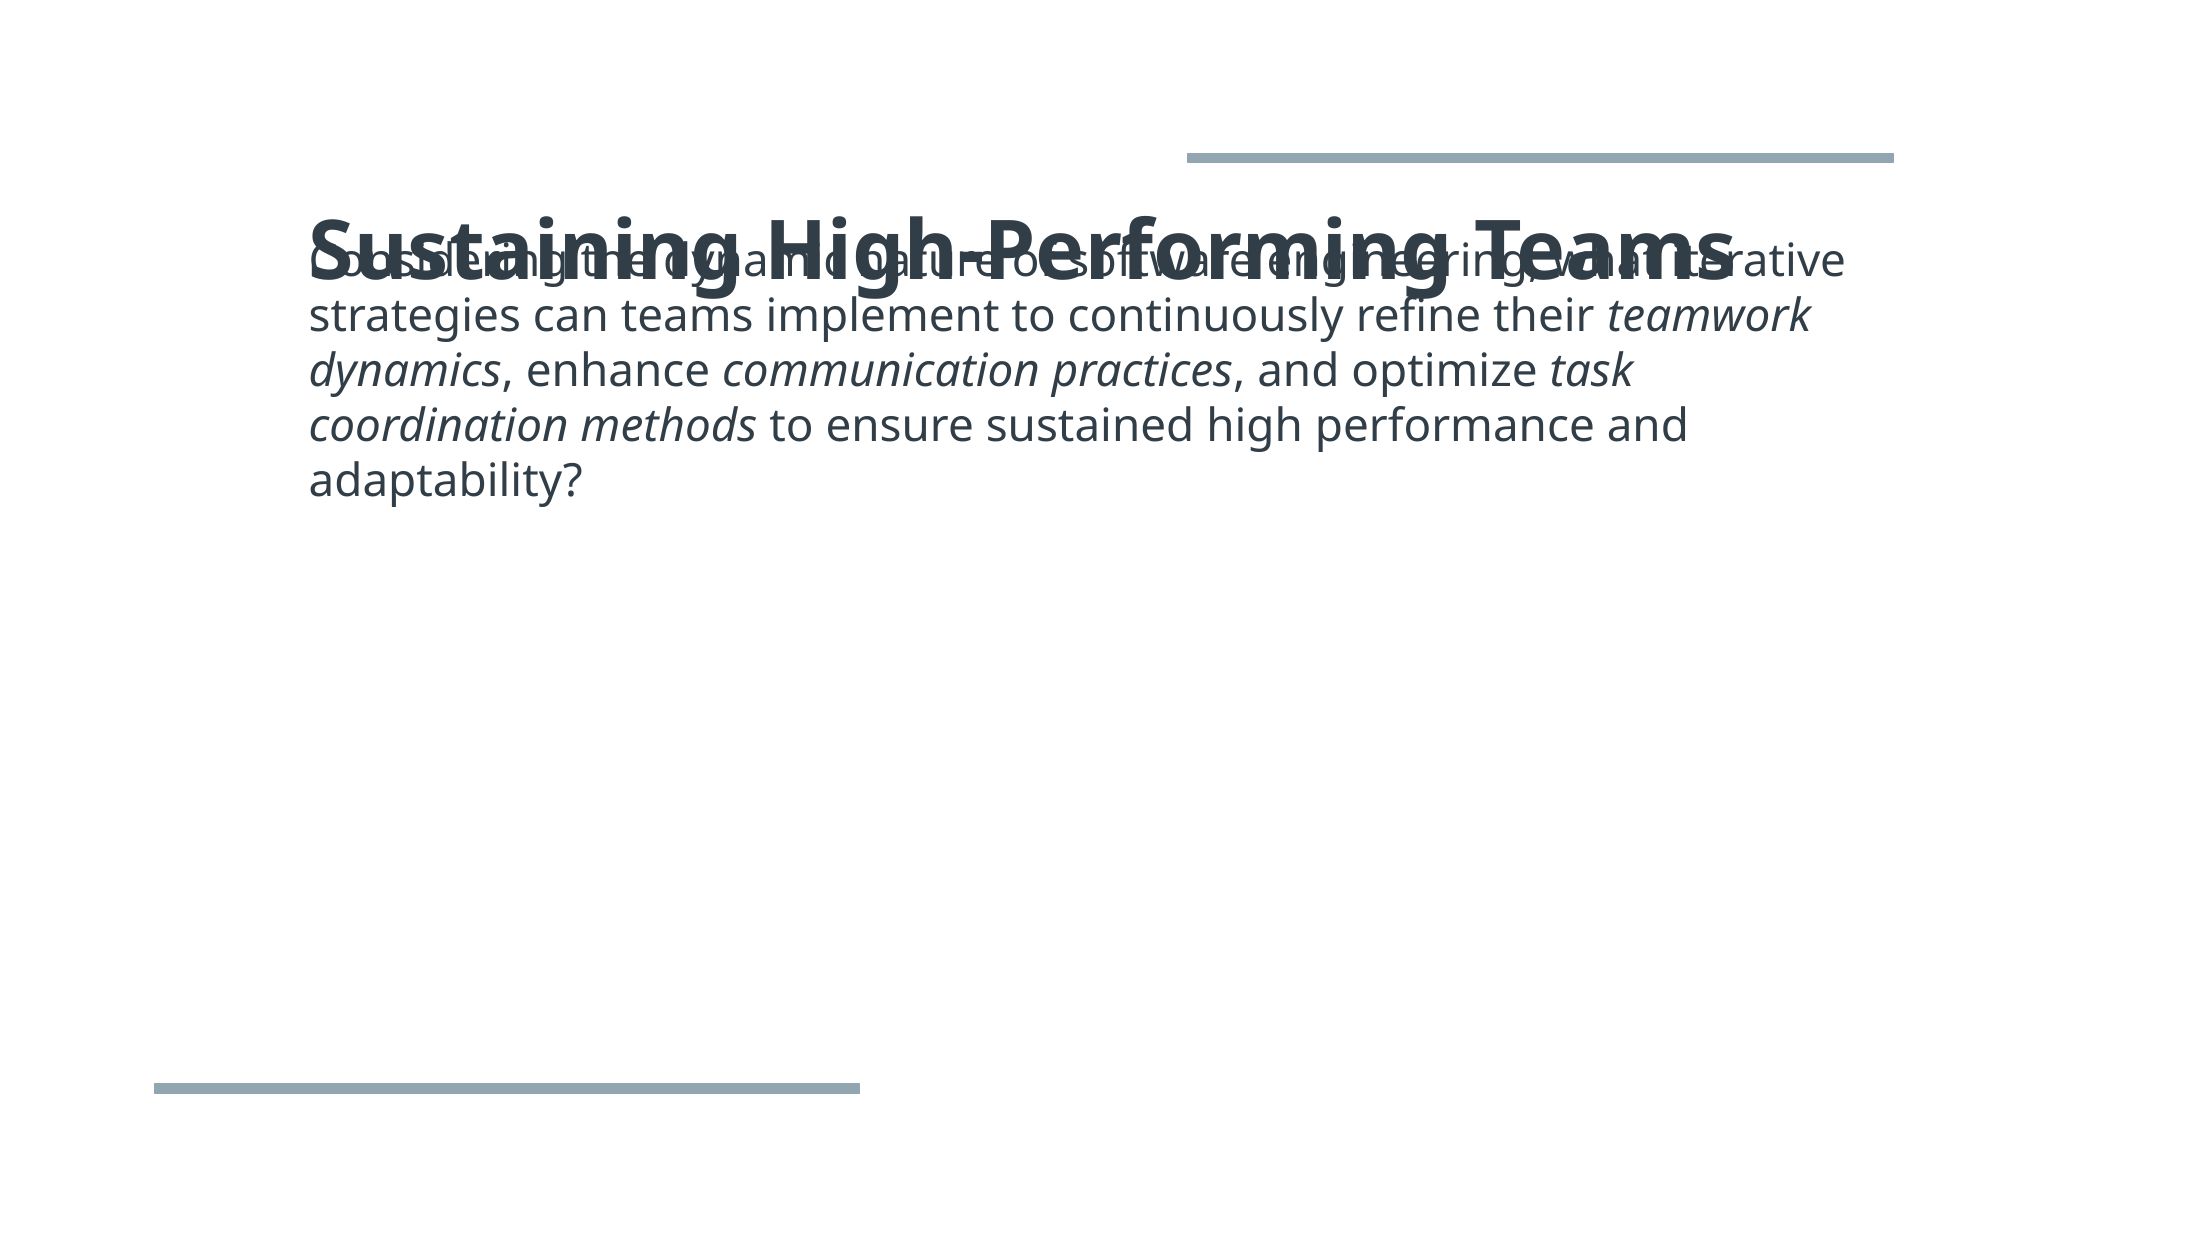 Sustaining High-Performing Teams
Considering the dynamic nature of software engineering, what iterative
strategies can teams implement to continuously refine their teamwork
dynamics, enhance communication practices, and optimize task
coordination methods to ensure sustained high performance and
adaptability?